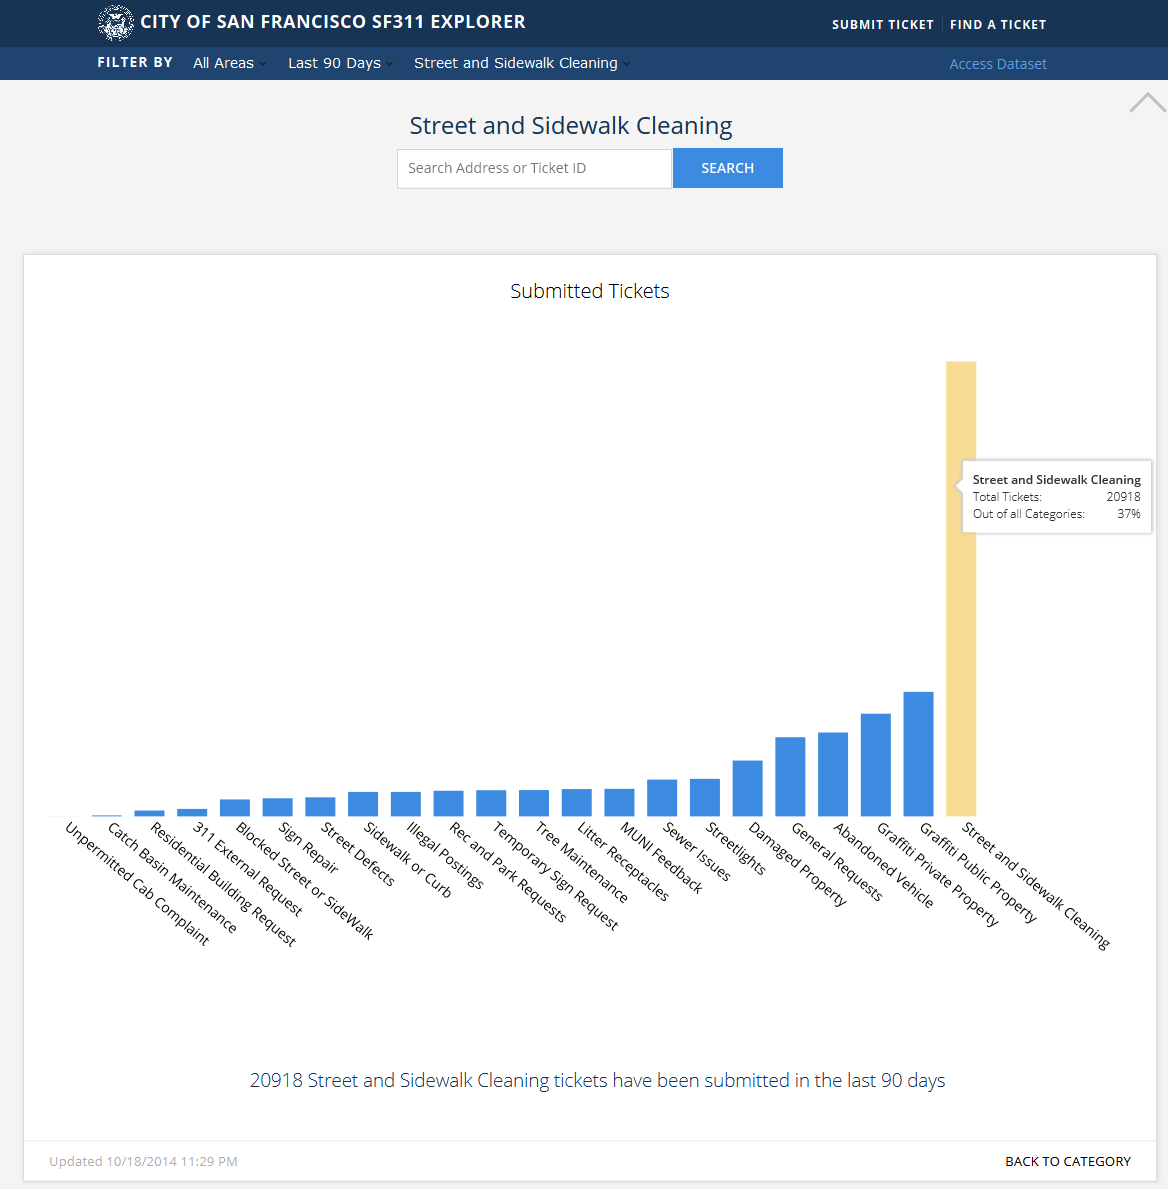 CITY OF SAN FRANCISCO SF311 EXPLORER
SUBMIT TICKET
FIND A TICKET
FILTER BY
All Areas
Last 90 Days
Street and Sidewalk Cleaning
Access Dataset
Street and Sidewalk Cleaning
Search Address or Ticket ID
SEARCH
Submitted Tickets
Street and Sidewalk Cleaning
Total Tickets: 20918
Out of all Categories: 37%
Unpermitted Cab Complaint
Catch Basin Maintenance
Residential Building Request
311 External Request
Blocked Street or SideWalk
Sign Repair
Street Defects
Sidewalk or Curb
Illegal Postings
Rec and Park Requests
Temporary Sign Request
Tree Maintenance
Litter Receptacles
MUNI Feedback
Sewer Issues
Streetlights
Damaged Property
General Requests
Abandoned Vehicle
Graffiti Private Property
Graffiti Public Property
Street and Sidewalk Cleaning
20918 Street and Sidewalk Cleaning tickets have been submitted in the last 90 days
Updated 10/18/2014 11:29 PM
BACK TO CATEGORY